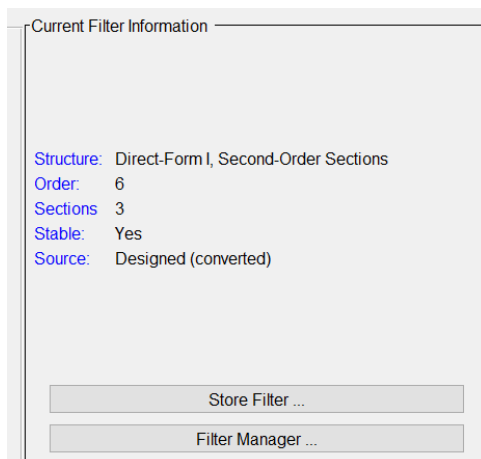 Current Filter Information
Structure: Direct-Form I, Second-Order Sections
Order: 6
Sections 3
Stable: Yes
Source: Designed (converted)
Store Filter ...
Filter Manager ...